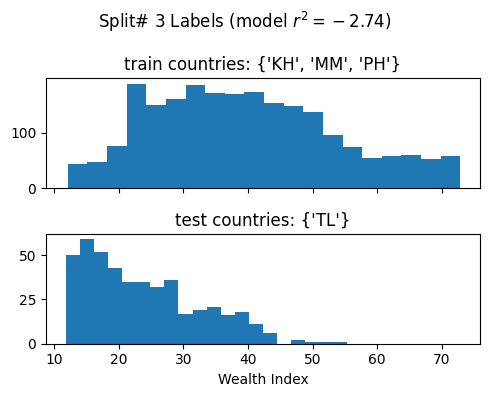 Split# 3 Labels (model $r^2 = -2.74$)
train countries: {'KH', 'MM', 'PH'}
100
0
test countries: {'TL'}
50
25
0
10 20 30 40 50 60 70
Wealth Index